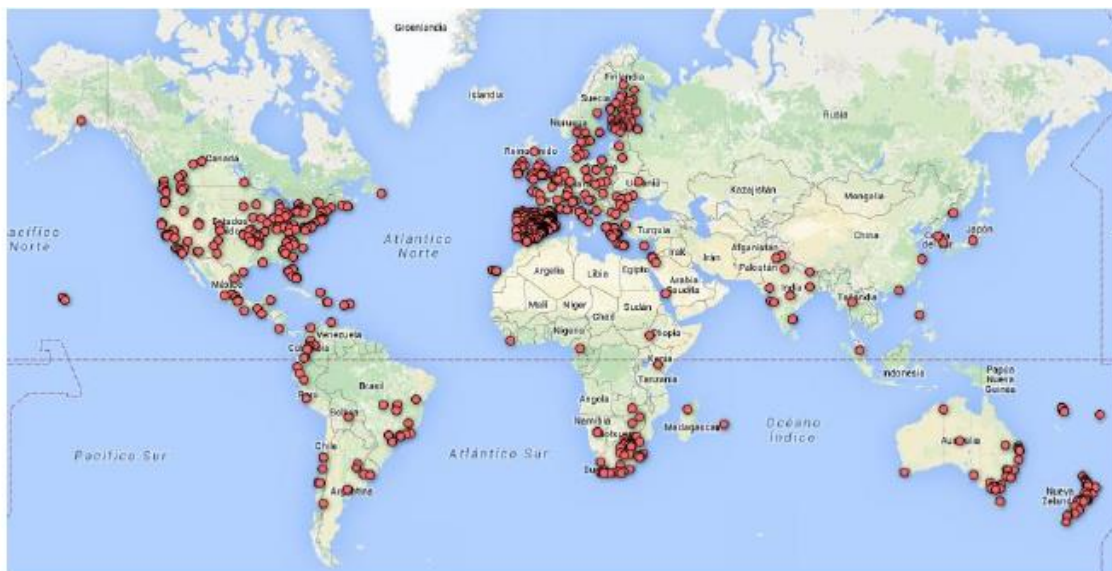 Groenlandia
Islandia
Finlandia
Suecia
Noruega
Rusia
Canadá
Reino Unido
Ucrania
Kazajistán
Mongolia
Estados
Pacífico
Norte
Atlántico
Norte
Turquía
Irak
Irán
Afganistán
Pakistán
China
Japón
México
Argelia
Libia
Egipto
Arabia
Saudita
India
Tailandia
Malí
Níger
Chad
Sudán
Nigeria
Etiopía
Venezuela
Colombia
Kenia
Tanzania
Indonesia
Papúa
Nueva
Guinea
Perú
Brasil
Bolivia
Angola
Namibia
Botsuana
Madagascar
Océano
Índico
Australia
Chile
Pacífico Sur
Atlántico Sur
Argentina
Nueva
Zelanda